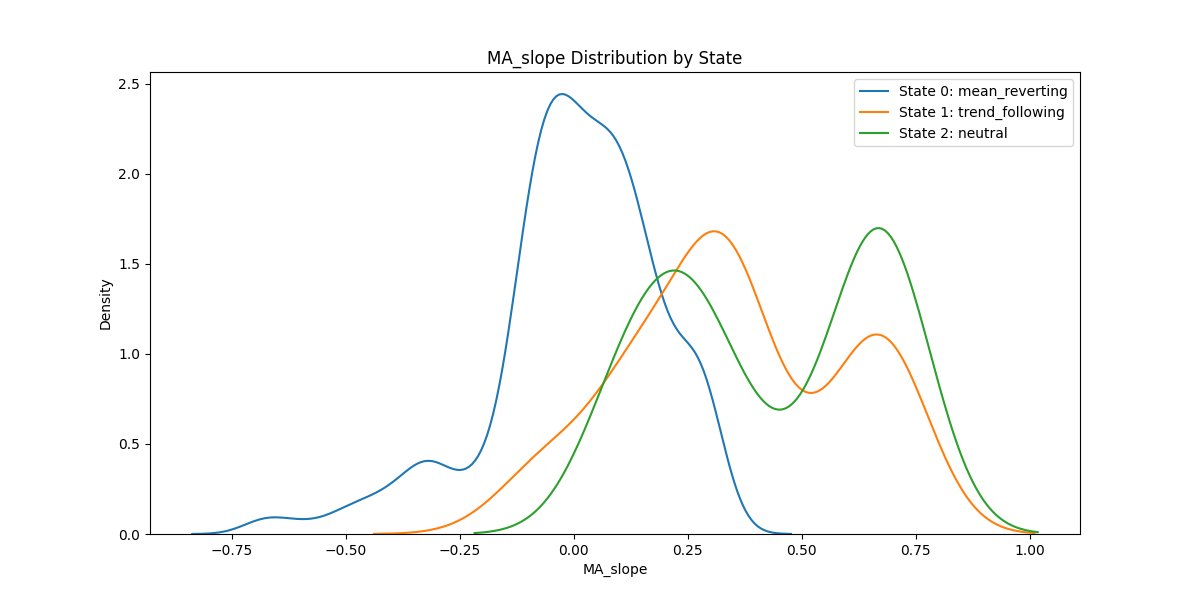 MA_slope Distribution by State
State 0: mean_reverting
State 1: trend_following
State 2: neutral
Density
2.5
2.0
1.5
1.0
0.5
0.0
−0.75
−0.50
−0.25
0.00
0.25
0.50
0.75
1.00
MA_slope